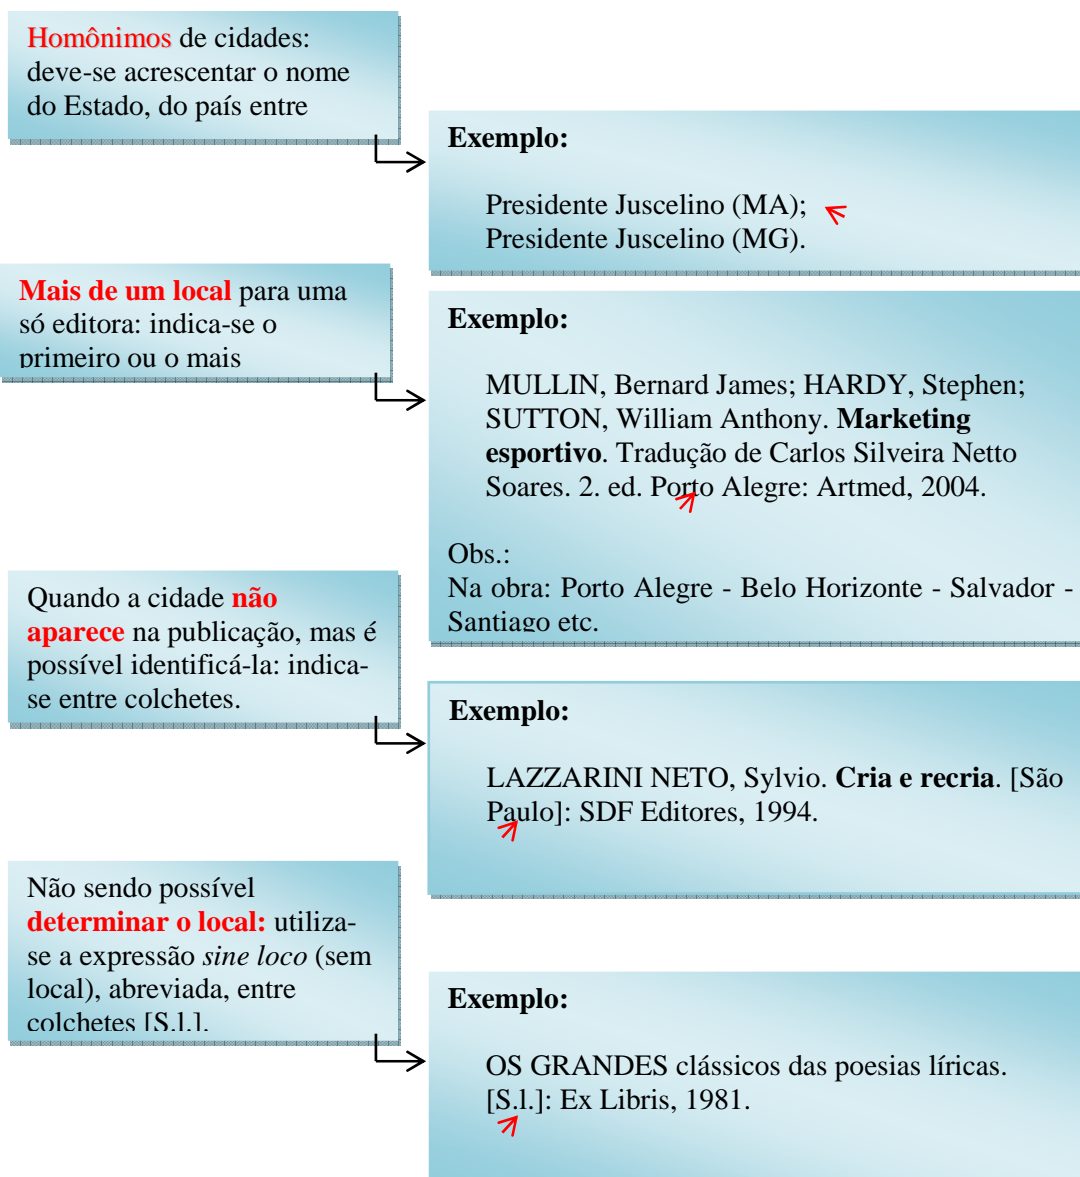 Homônimos de cidades:
deve-se acrescentar o nome
do Estado, do país entre
Exemplo:
Presidente Juscelino (MA);
Presidente Juscelino (MG).
Mais de um local para uma
só editora: indica-se o
primeiro ou o mais
Exemplo:
MULLIN, Bernard James; HARDY, Stephen;
SUTTON, William Anthony. Marketing
esportivo. Tradução de Carlos Silveira Netto
Soares. 2. ed. Porto Alegre: Artmed, 2004.
Obs.:
Na obra: Porto Alegre - Belo Horizonte - Salvador -
Santiago etc.
Quando a cidade não
aparece na publicação, mas é
possível identificá-la: indica-
se entre colchetes.
Exemplo:
LAZZARINI NETO, Sylvio. Cria e recria. [São
Paulo]: SDF Editores, 1994.
Não sendo possível
determinar o local: utiliza-
se a expressão sine loco (sem
local), abreviada, entre
colchetes [S.l.].
Exemplo:
OS GRANDES clássicos das poesias líricas.
[S.l.]: Ex Libris, 1981.